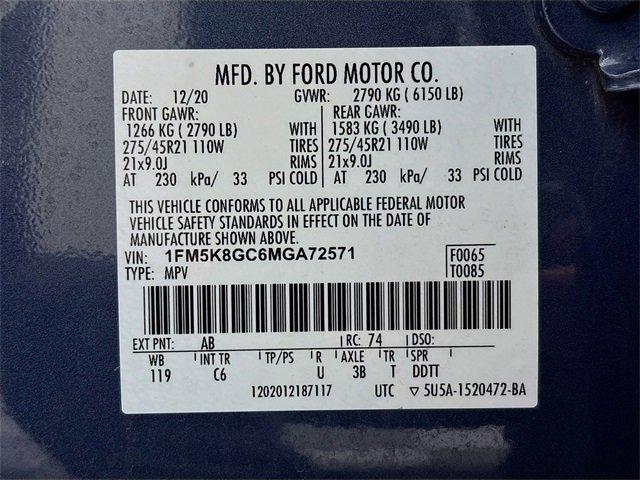 MFD. BY FORD MOTOR CO.
DATE: 12/20 GVWR: 2790 KG ( 6150 LB)
FRONT GAWR: REAR GAWR:
1266 KG ( 2790 LB) WITH 1583 KG ( 3490 LB) WITH
275/45R21 110W TIRES 275/45R21 110W TIRES
21x9.0J RIMS 21x9.0J RIMS
AT 230 kPa/ 33 PSI COLD AT 230 kPa/ 33 PSI COLD
THIS VEHICLE CONFORMS TO ALL APPLICABLE FEDERAL MOTOR
VEHICLE SAFETY STANDARDS IN EFFECT ON THE DATE OF
MANUFACTURE SHOWN ABOVE.
VIN: 1FM5K8GC6MGA72571 F0065
TYPE: MPV T0085
EXT PNT: AB RC: 74 DSO:
WB INT TR TP/PS R AXLE TR SPR
119 C6 U 3B T DDTT
1202012187117 UTC ▽ 5U5A-1520472-BA